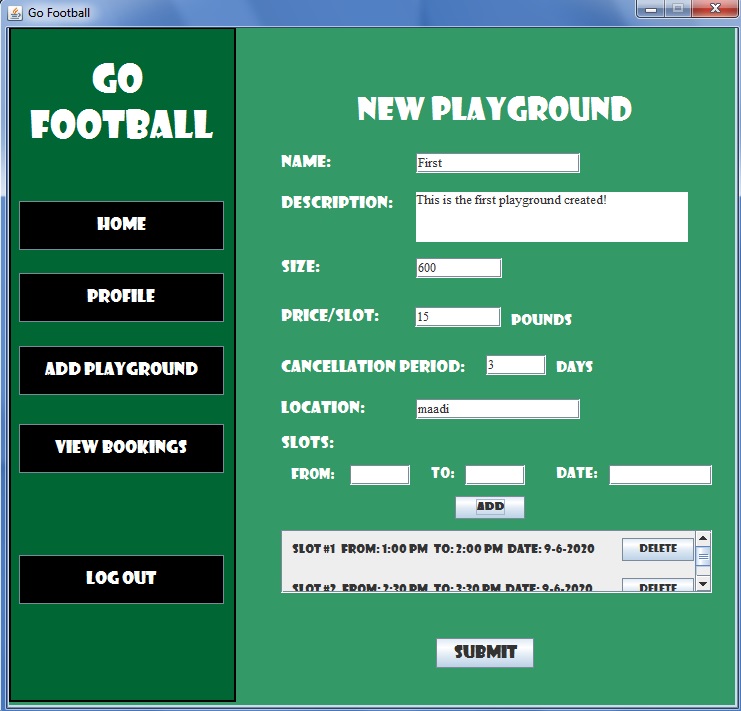 Go Football
GO
FOOTBALL
HOME
PROFILE
ADD PLAYGROUND
VIEW BOOKINGS
LOG OUT
NEW PLAYGROUND
NAME: First
DESCRIPTION: This is the first playground created!
SIZE: 600
PRICE/SLOT: 15 POUNDS
CANCELLATION PERIOD: 3 DAYS
LOCATION: maadi
SLOTS:
FROM: TO: DATE:
ADD
SLOT #1 FROM: 1:00 PM TO: 2:00 PM DATE: 9-6-2020 DELETE
SLOT #2 FROM: 2:30 PM TO: 3:30 PM DATE: 9-6-2020 DELETE
SUBMIT